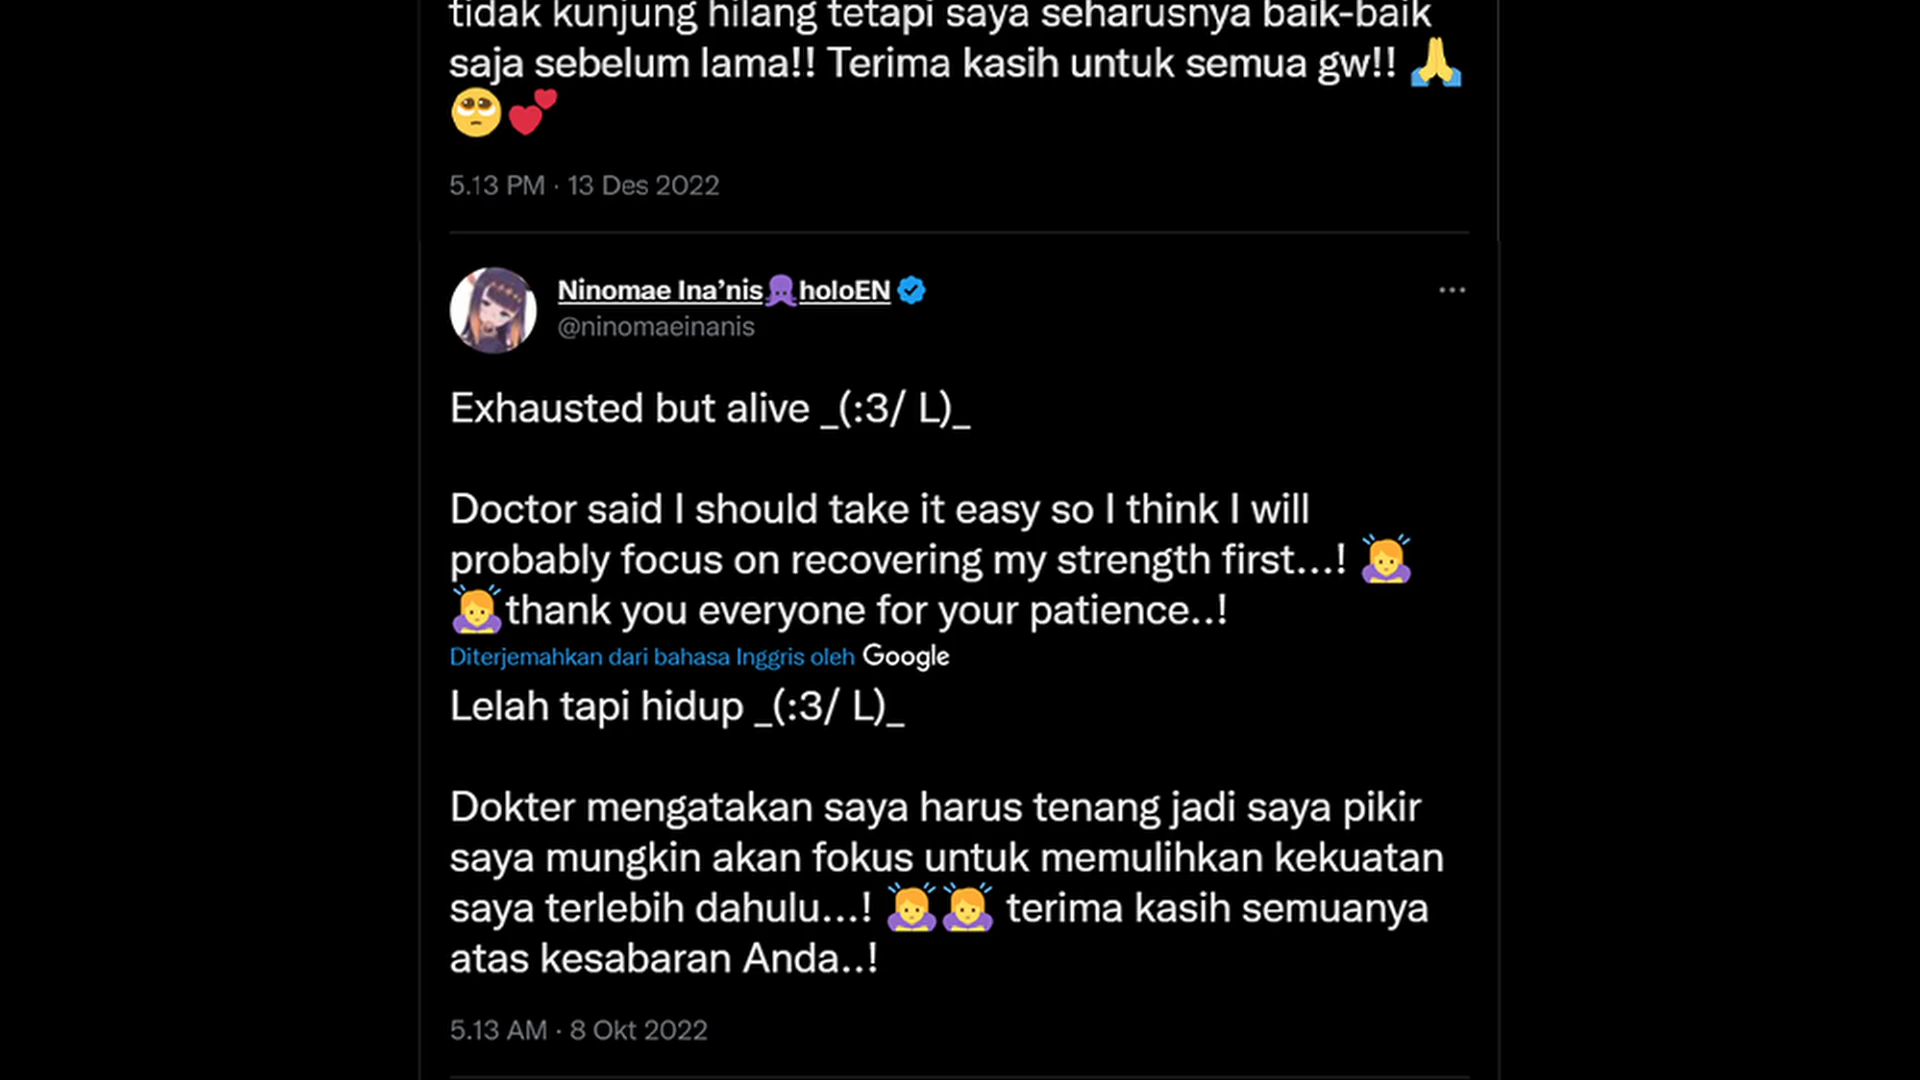 tidak kunjung hilang tetapi saya seharusnya baik-baik
saja sebelum lama!! Terima kasih untuk semua gw!! 🙏
🥺💕
5.13 PM · 13 Des 2022
Ninomae Ina’nis🐙holoEN
@ninomaeinanis
Exhausted but alive _(:3/ L)_
Doctor said I should take it easy so I think I will
probably focus on recovering my strength first...! 🙇
🙇thank you everyone for your patience..!
Diterjemahkan dari bahasa Inggris oleh Google
Lelah tapi hidup _(:3/ L)_
Dokter mengatakan saya harus tenang jadi saya pikir
saya mungkin akan fokus untuk memulihkan kekuatan
saya terlebih dahulu...! 🙇🙇 terima kasih semuanya
atas kesabaran Anda..!
5.13 AM · 8 Okt 2022